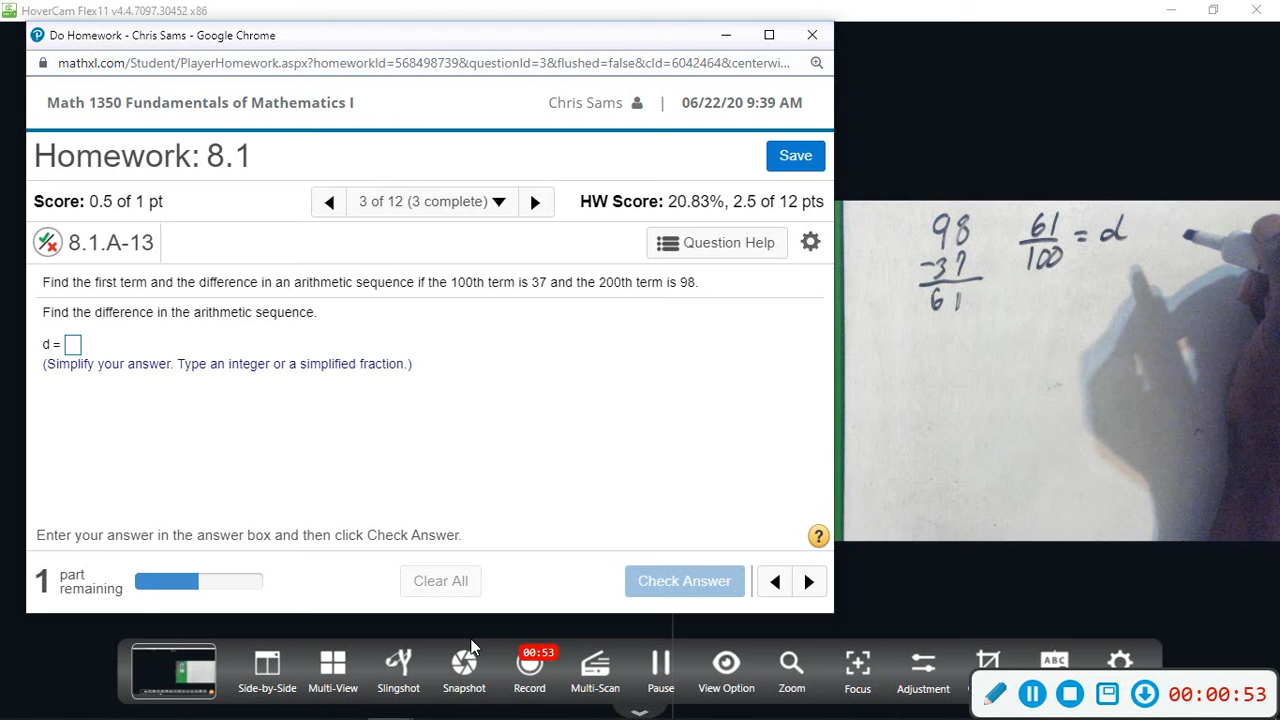 HoverCam Flex11 v4.4.7097.30452 x86
Do Homework - Chris Sams - Google Chrome
mathxl.com/Student/PlayerHomework.aspx?homeworkId=568498739&questionId=3&flushed=false&cId=6042464&centerwi...
Math 1350 Fundamentals of Mathematics I
Chris Sams | 06/22/20 9:39 AM
Homework: 8.1
Save
Score: 0.5 of 1 pt
3 of 12 (3 complete)
HW Score: 20.83%, 2.5 of 12 pts
8.1.A-13
Question Help
Find the first term and the difference in an arithmetic sequence if the 100th term is 37 and the 200th term is 98.
Find the difference in the arithmetic sequence.
d =
(Simplify your answer. Type an integer or a simplified fraction.)
Enter your answer in the answer box and then click Check Answer.
?
1 part remaining
Clear All
Check Answer
98
-37
61
61/100 = d
00:53
Side-by-Side
Multi-View
Slingshot
Record
Multi Scan
Pause
View Option
Zoom
Focus
Adjustment
ABC
00:00:53